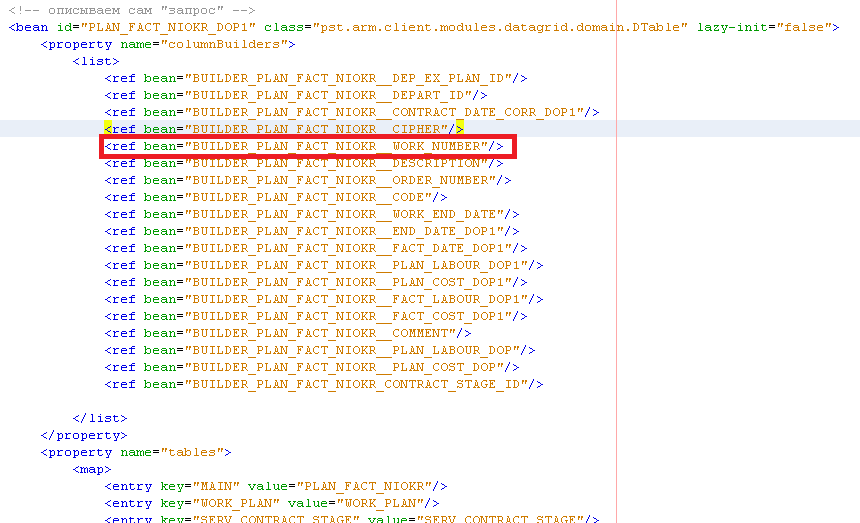 <!-- описываем сам "запрос" -->
<bean id="PLAN_FACT_NIOKR_DOP1" class="pst.arm.client.modules.datagrid.domain.DTable" lazy-init="false">
<property name="columnBuilders">
<list>
<ref bean="BUILDER_PLAN_FACT_NIOKR__DEP_EX_PLAN_ID"/>
<ref bean="BUILDER_PLAN_FACT_NIOKR__DEPART_ID"/>
<ref bean="BUILDER_PLAN_FACT_NIOKR__CONTRACT_DATE_CORR_DOP1"/>
<ref bean="BUILDER_PLAN_FACT_NIOKR__CIPHER"/>
<ref bean="BUILDER_PLAN_FACT_NIOKR__WORK_NUMBER"/>
<ref bean="BUILDER_PLAN_FACT_NIOKR__DESCRIPTION"/>
<ref bean="BUILDER_PLAN_FACT_NIOKR__ORDER_NUMBER"/>
<ref bean="BUILDER_PLAN_FACT_NIOKR__CODE"/>
<ref bean="BUILDER_PLAN_FACT_NIOKR__WORK_END_DATE"/>
<ref bean="BUILDER_PLAN_FACT_NIOKR__END_DATE_DOP1"/>
<ref bean="BUILDER_PLAN_FACT_NIOKR__FACT_DATE_DOP1"/>
<ref bean="BUILDER_PLAN_FACT_NIOKR__PLAN_LABOUR_DOP1"/>
<ref bean="BUILDER_PLAN_FACT_NIOKR__PLAN_COST_DOP1"/>
<ref bean="BUILDER_PLAN_FACT_NIOKR__FACT_LABOUR_DOP1"/>
<ref bean="BUILDER_PLAN_FACT_NIOKR__FACT_COST_DOP1"/>
<ref bean="BUILDER_PLAN_FACT_NIOKR__COMMENT"/>
<ref bean="BUILDER_PLAN_FACT_NIOKR__PLAN_LABOUR_DOP"/>
<ref bean="BUILDER_PLAN_FACT_NIOKR__PLAN_COST_DOP"/>
<ref bean="BUILDER_PLAN_FACT_NIOKR_CONTRACT_STAGE_ID"/>
</list>
</property>
<property name="tables">
<map>
<entry key="MAIN" value="PLAN_FACT_NIOKR"/>
<entry key="WORK_PLAN" value="WORK_PLAN"/>
<entry key="SERV_CONTRACT_STAGE" value="SERV_CONTRACT_STAGE"/>